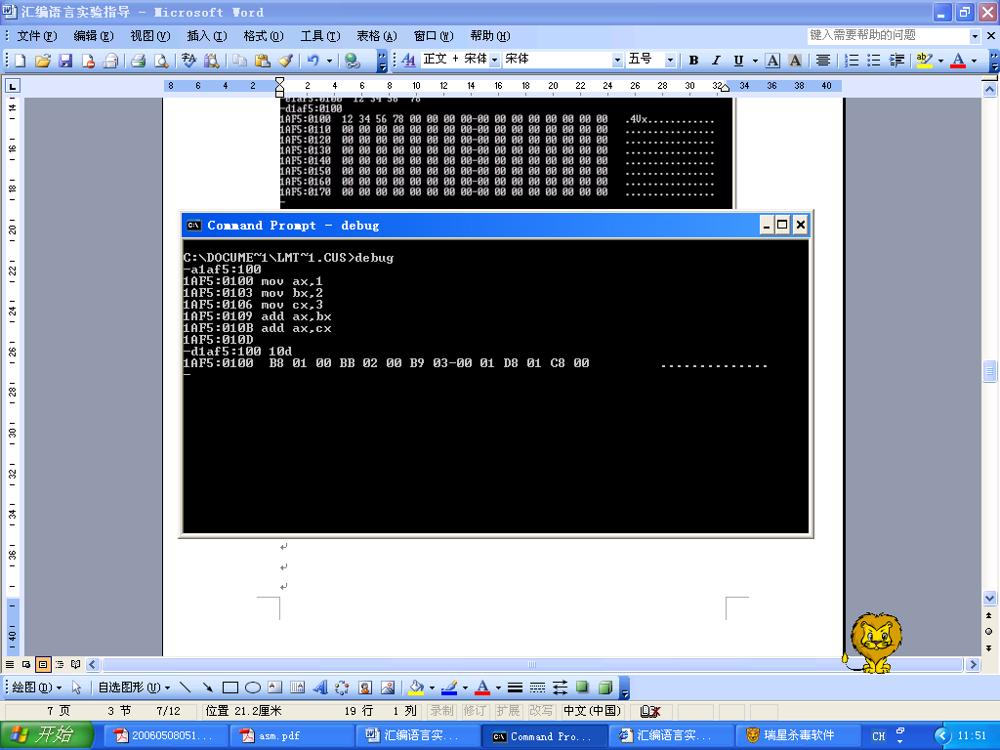 汇编语言实验指导 - Microsoft Word
文件(F) 编辑(E) 视图(V) 插入(I) 格式(O) 工具(T) 表格(A) 窗口(W) 帮助(H) 键入需要帮助的问题
正文 + 宋体 宋体 五号 B I U A A A
L 8 6 4 2 2 4 6 8 10 12 14 16 18 20 22 24 26 28 30 32 34 36 38 40
-e1af5:0100 12 34 56 78
-d1af5:0100
1AF5:0100 12 34 56 78 00 00 00 00-00 00 00 00 00 00 00 00 .4Vx............
1AF5:0110 00 00 00 00 00 00 00 00-00 00 00 00 00 00 00 00 ................
1AF5:0120 00 00 00 00 00 00 00 00-00 00 00 00 00 00 00 00 ................
1AF5:0130 00 00 00 00 00 00 00 00-00 00 00 00 00 00 00 00 ................
1AF5:0140 00 00 00 00 00 00 00 00-00 00 00 00 00 00 00 00 ................
1AF5:0150 00 00 00 00 00 00 00 00-00 00 00 00 00 00 00 00 ................
1AF5:0160 00 00 00 00 00 00 00 00-00 00 00 00 00 00 00 00 ................
1AF5:0170 00 00 00 00 00 00 00 00-00 00 00 00 00 00 00 00 ................
-
14 16 18 20 22 24 26 28 30 32 34 36 38 40
Command Prompt - debug
C:\DOCUME~1\LMT~1.CUS>debug
-a1af5:100
1AF5:0100 mov ax,1
1AF5:0103 mov bx,2
1AF5:0106 mov cx,3
1AF5:0109 add ax,bx
1AF5:010B add ax,cx
1AF5:010D
-d1af5:100 10d
1AF5:0100 B8 01 00 BB 02 00 B9 03-00 01 D8 01 C8 00 ..............
-
绘图(D) 自选图形(U) A A
7 页 3 节 7/12 位置 21.2厘米 19 行 1 列 录制 修订 扩展 改写 中文(中国)
开始 20060508051... asm.pdf 汇编语言实... Command Pro... 汇编语言实... 瑞星杀毒软件 CH 11:51